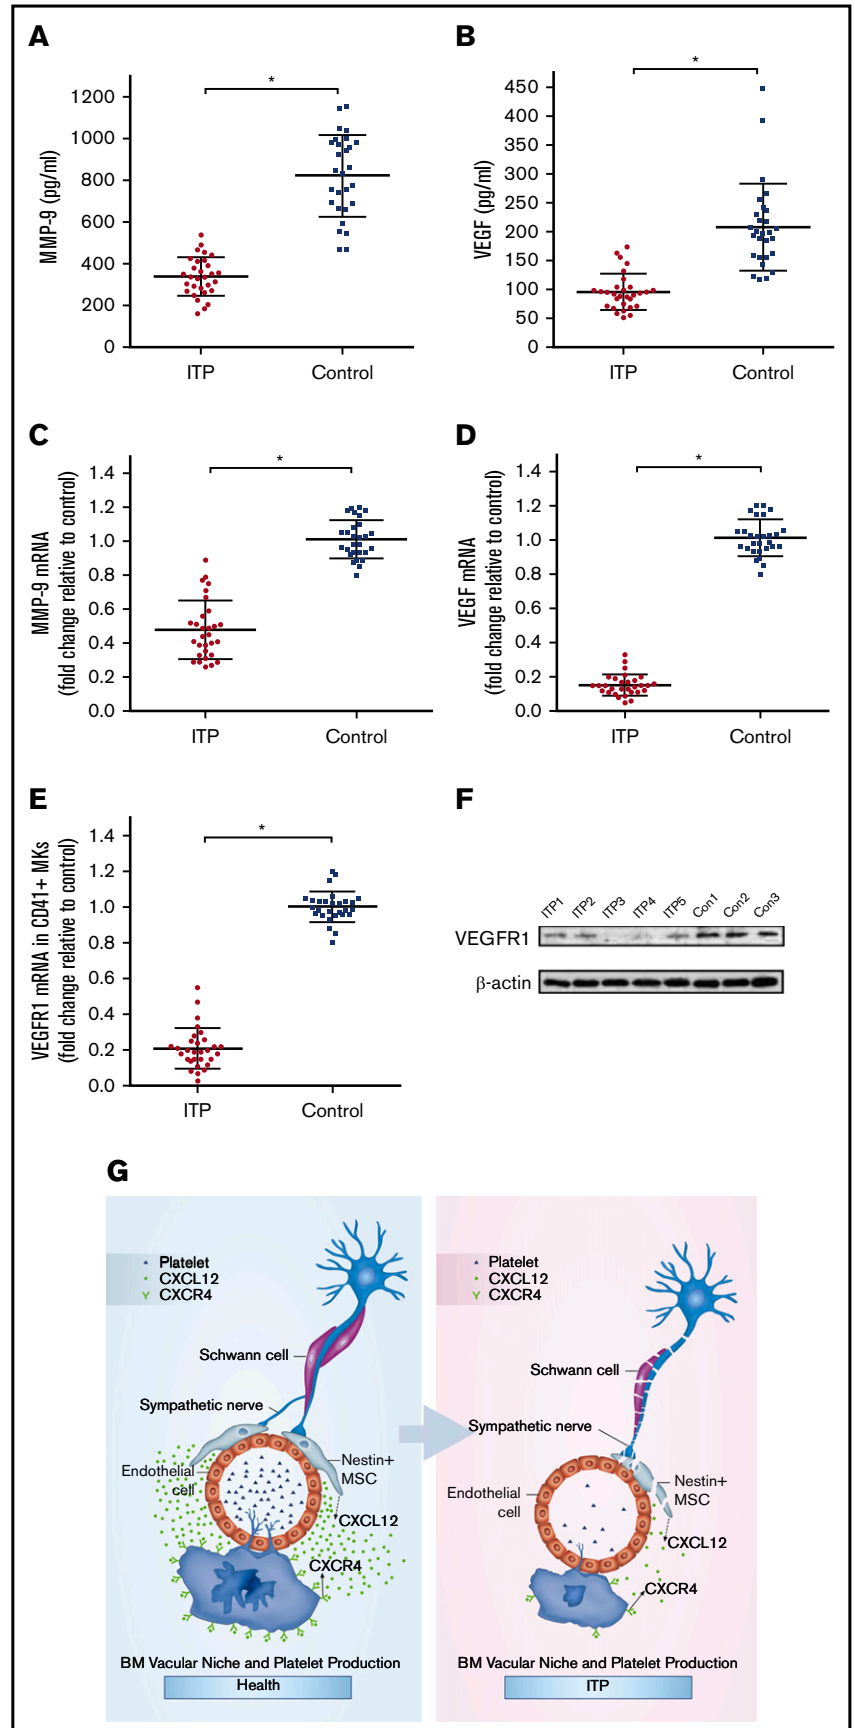 A
MMP-9 (pg/ml)
1200
1000
800
600
400
200
0
*
ITP
Control
B
VEGF (pg/ml)
450
400
350
300
250
200
150
100
50
0
*
ITP
Control
C
MMP-9 mRNA
(fold change relative to control)
1.4
1.2
1.0
0.8
0.6
0.4
0.2
0.0
*
ITP
Control
D
VEGF mRNA
(fold change relative to control)
1.4
1.2
1.0
0.8
0.6
0.4
0.2
0.0
*
ITP
Control
E
VEGFR1 mRNA in CD41+ MKs
(fold change relative to control)
1.4
1.2
1.0
0.8
0.6
0.4
0.2
0.0
*
ITP
Control
F
ITP1 ITP2 ITP3 ITP4 ITP5 Con1 Con2 Con3
VEGFR1
β-actin
G
Platelet
CXCL12
CXCR4
Schwann cell
Sympathetic nerve
Endothelial
cell
Nestin+
MSC
CXCL12
CXCR4
BM Vacular Niche and Platelet Production
Health
Platelet
CXCL12
CXCR4
Schwann cell
Sympathetic nerve
Endothelial
cell
Nestin+
MSC
CXCL12
CXCR4
BM Vacular Niche and Platelet Production
ITP